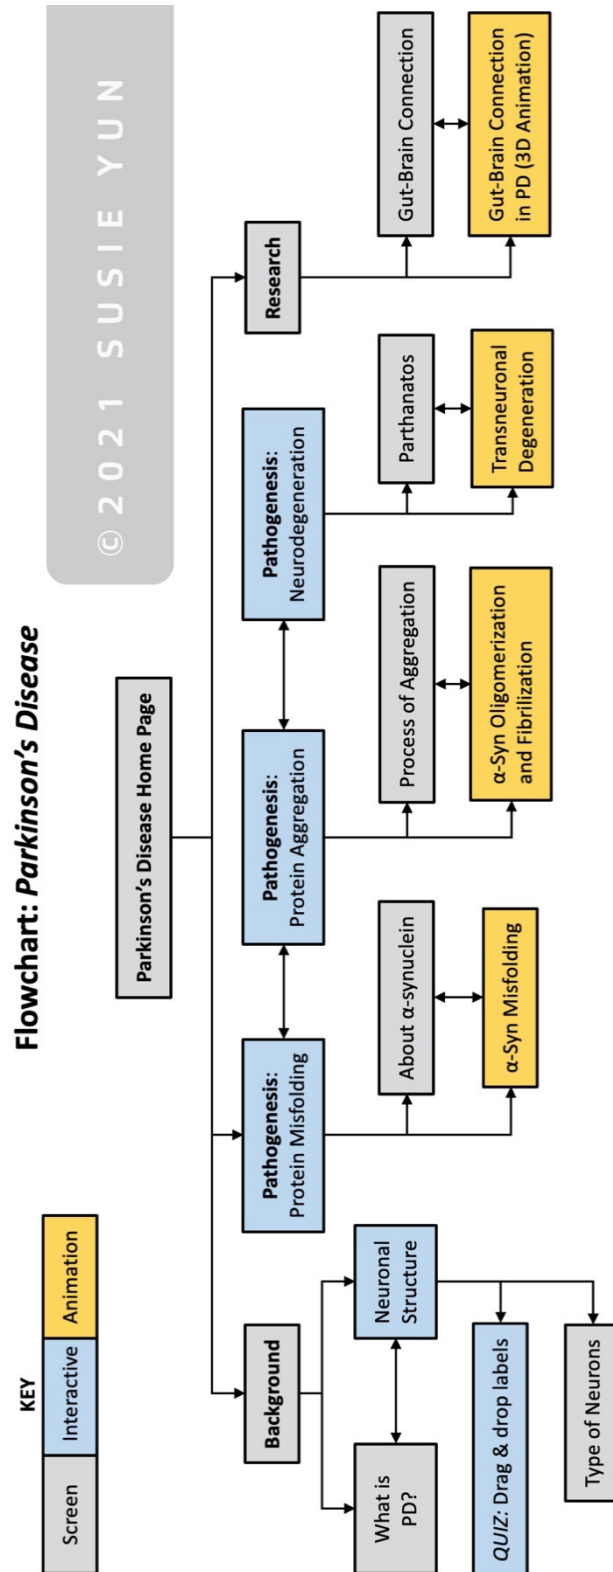 Flowchart: Parkinson's Disease
© 2021 SUSIE YUN
KEY
Screen
Interactive
Animation
Parkinson's Disease Home Page
Background
Pathogenesis:
Protein Misfolding
Pathogenesis:
Protein Aggregation
Pathogenesis:
Neurodegeneration
Research
What is
PD?
Neuronal
Structure
QUIZ: Drag & drop labels
Type of Neurons
About α-synuclein
α-Syn Misfolding
Process of Aggregation
α-Syn Oligomerization
and Fibrilization
Parthanatos
Transneuronal
Degeneration
Gut-Brain Connection
Gut-Brain Connection
in PD (3D Animation)